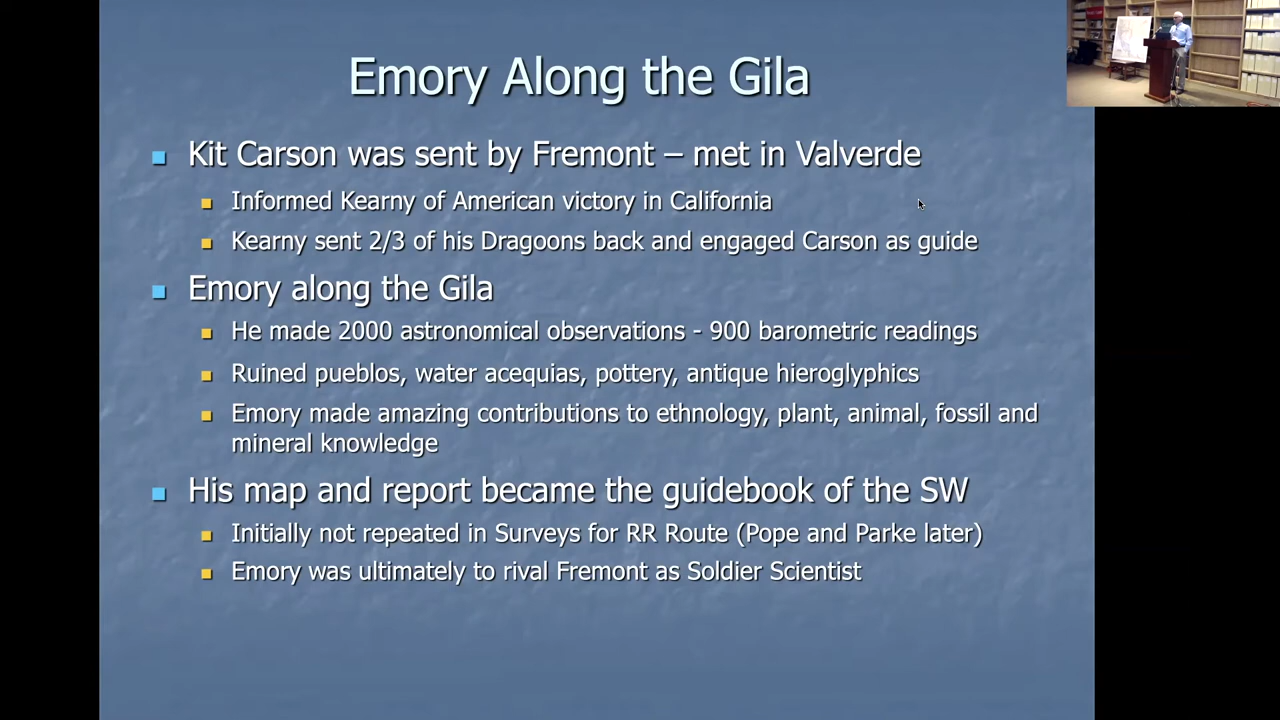 Emory Along the Gila
Kit Carson was sent by Fremont – met in Valverde
Informed Kearny of American victory in California
Kearny sent 2/3 of his Dragoons back and engaged Carson as guide
Emory along the Gila
He made 2000 astronomical observations - 900 barometric readings
Ruined pueblos, water acequias, pottery, antique hieroglyphics
Emory made amazing contributions to ethnology, plant, animal, fossil and
mineral knowledge
His map and report became the guidebook of the SW
Initially not repeated in Surveys for RR Route (Pope and Parke later)
Emory was ultimately to rival Fremont as Soldier Scientist